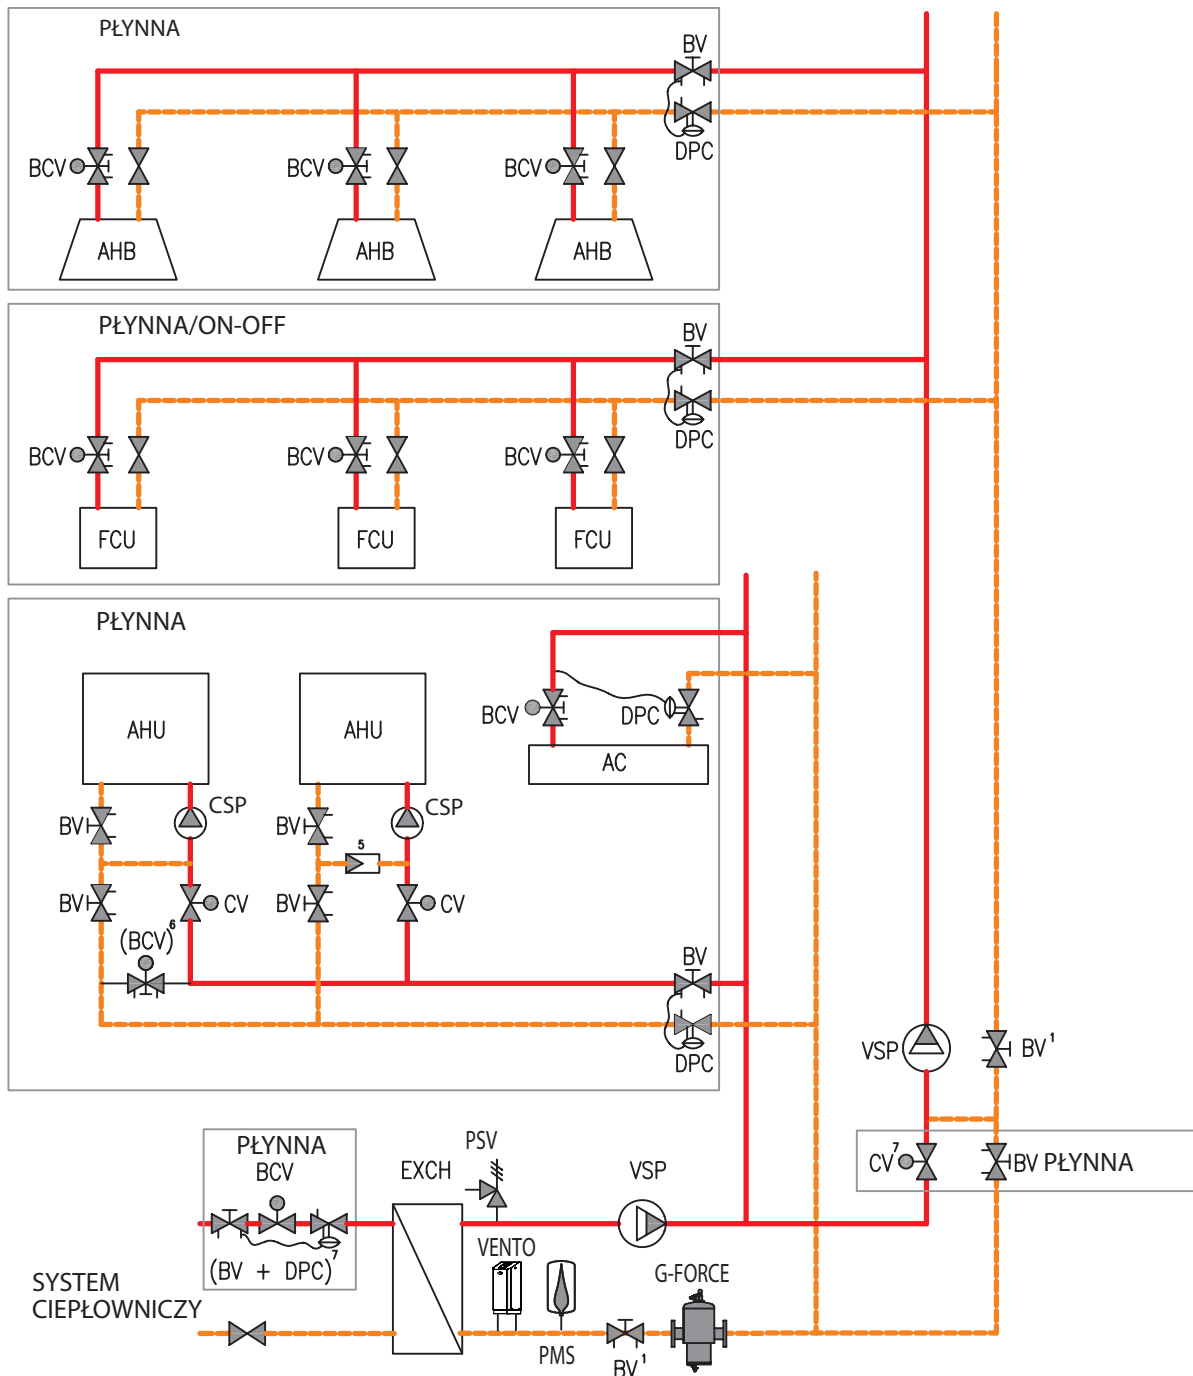 PŁYNNA
BV
DPC
BCV
BCV
BCV
AHB
AHB
AHB
PŁYNNA/ON-OFF
BV
DPC
BCV
BCV
BCV
FCU
FCU
FCU
PŁYNNA
BCV
DPC
AC
AHU
AHU
CSP
CSP
BV
BV
5
BV
CV
BV
CV
(BCV)⁶
BV
DPC
VSP
BV¹
CV⁷
BV PŁYNNA
PŁYNNA
BCV
(BV + DPC)⁷
EXCH
PSV
VSP
VENTO
G-FORCE
PMS
BV¹
SYSTEM
CIEPŁOWNICZY